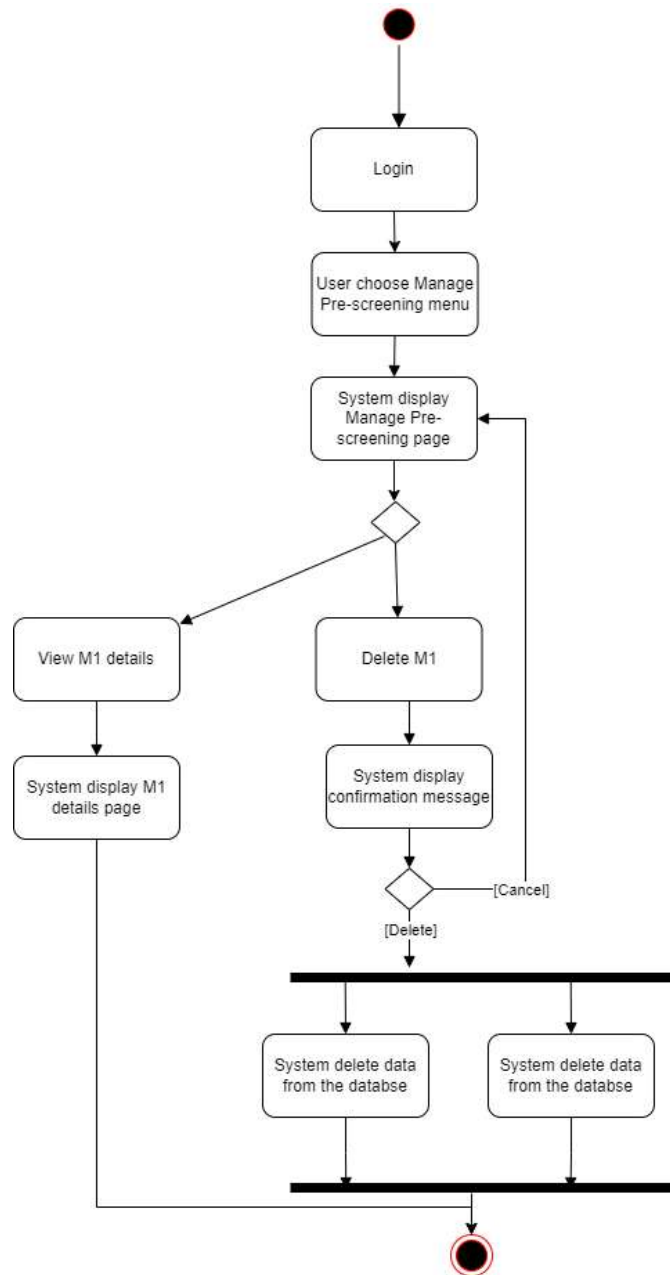 Login
User choose Manage
Pre-screening menu
System display
Manage Pre-
screening page
View M1 details
Delete M1
System display M1
details page
System display
confirmation message
[Cancel]
[Delete]
System delete data
from the databse
System delete data
from the databse